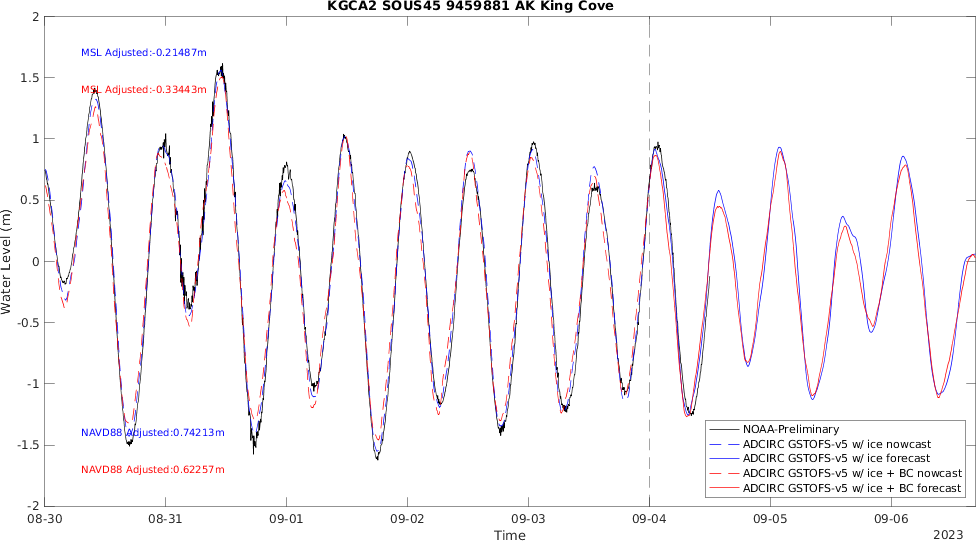 KGCA2 SOUS45 9459881 AK King Cove
2
1.5
1
0.5
0
-0.5
-1
-1.5
-2
Water Level (m)
MSL Adjusted:-0.21487m
MSL Adjusted:-0.33443m
NAVD88 Adjusted:0.74213m
NAVD88 Adjusted:0.62257m
NOAA-Preliminary
ADCIRC GSTOFS-v5 w/ ice nowcast
ADCIRC GSTOFS-v5 w/ ice forecast
ADCIRC GSTOFS-v5 w/ ice + BC nowcast
ADCIRC GSTOFS-v5 w/ ice + BC forecast
08-30 08-31 09-01 09-02 09-03 09-04 09-05 09-06
Time
2023